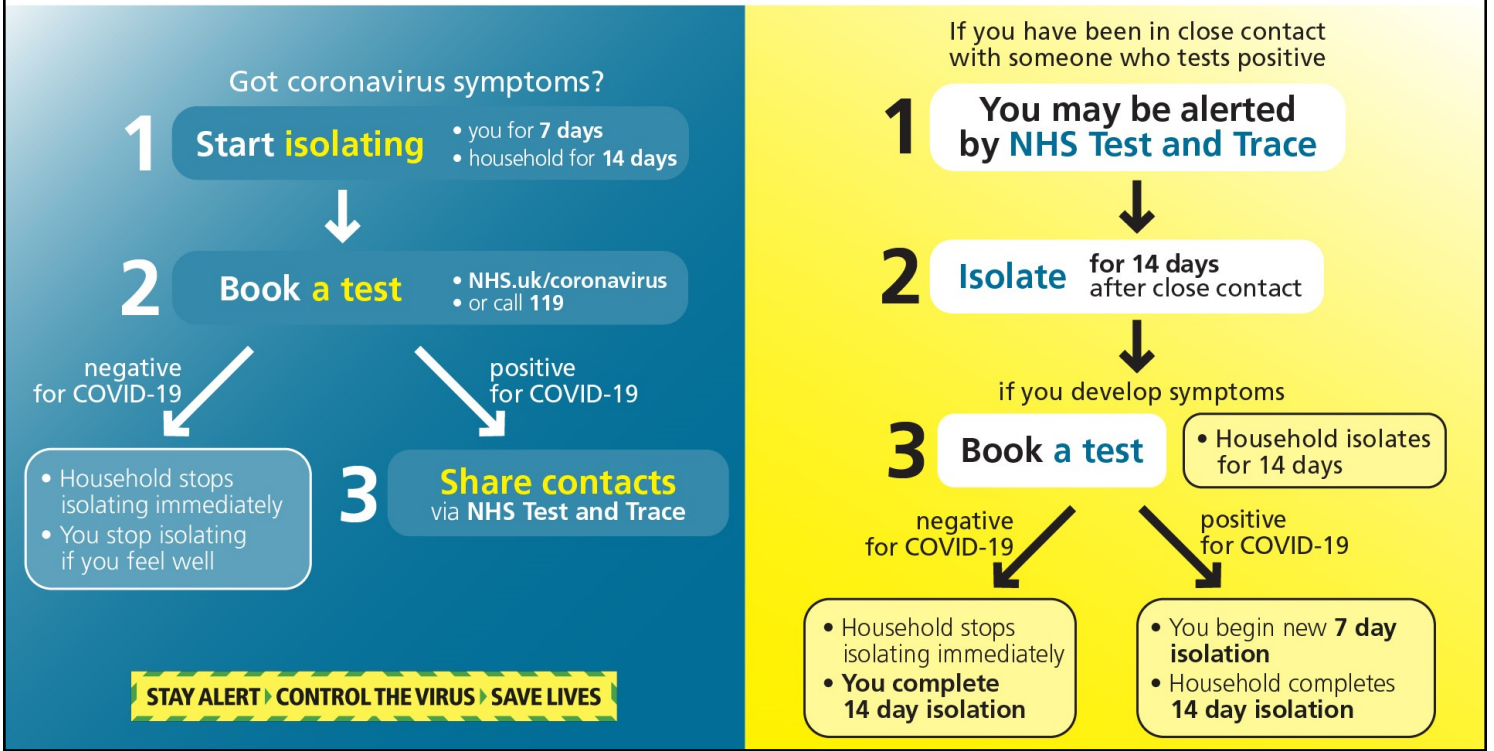 Got coronavirus symptoms?
1
Start isolating
• you for 7 days
• household for 14 days
2
Book a test
• NHS.uk/coronavirus
• or call 119
negative
for COVID-19
positive
for COVID-19
• Household stops
isolating immediately
• You stop isolating
if you feel well
3
Share contacts
via NHS Test and Trace
STAY ALERT CONTROL THE VIRUS SAVE LIVES
If you have been in close contact
with someone who tests positive
1
You may be alerted
by NHS Test and Trace
2
Isolate
for 14 days
after close contact
if you develop symptoms
3
Book a test
• Household isolates
for 14 days
negative
for COVID-19
positive
for COVID-19
• Household stops
isolating immediately
• You complete
14 day isolation
• You begin new 7 day
isolation
• Household completes
14 day isolation